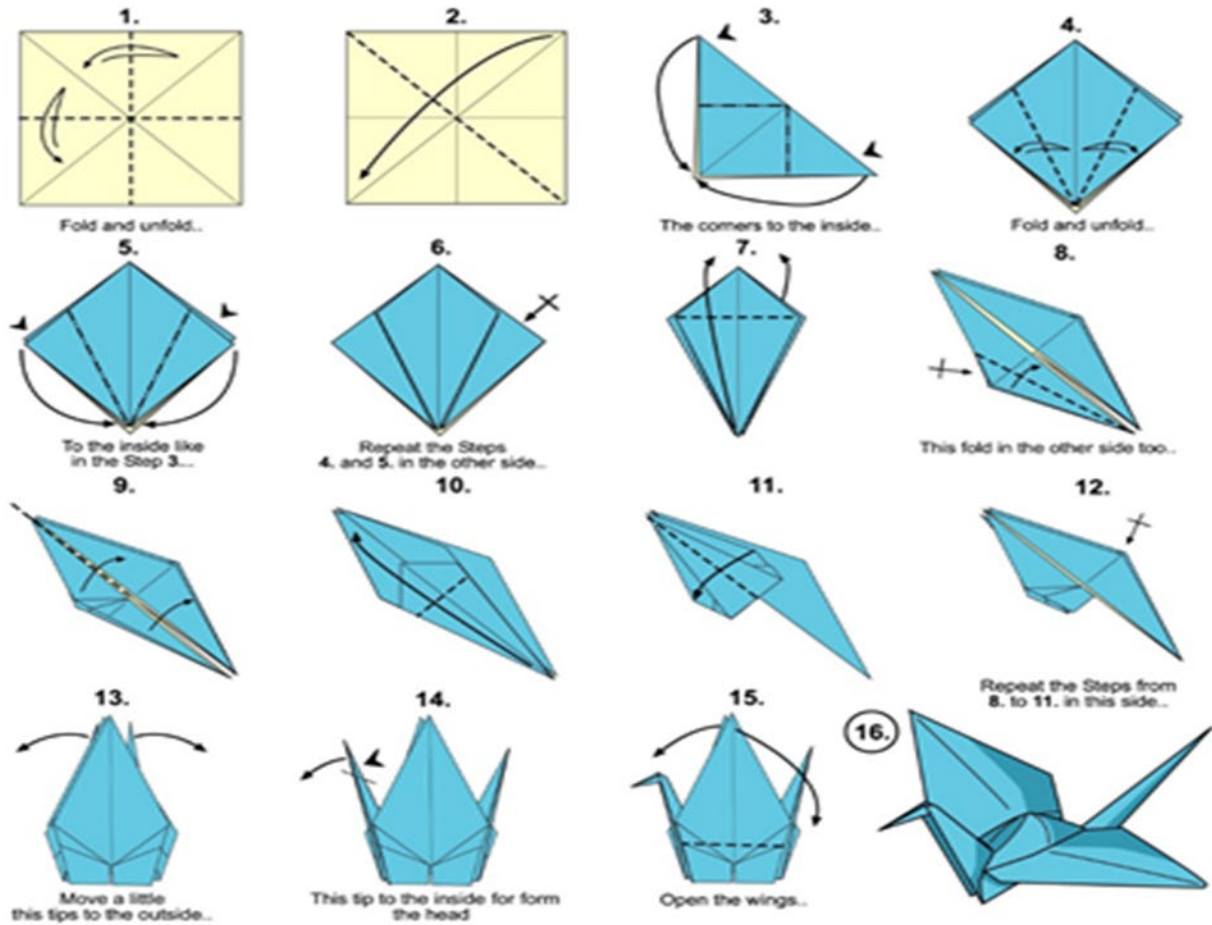 1.
2.
3.
4.
Fold and unfold..
The corners to the inside..
Fold and unfold..
5.
6.
7.
8.
To the inside like
in the Step 3...
Repeat the Steps
4. and 5. in the other side..
This fold in the other side too..
9.
10.
11.
12.
Repeat the Steps from
8. to 11. in this side..
13.
14.
15.
16.
Move a little
this tips to the outside..
This tip to the inside for form
the head
Open the wings..